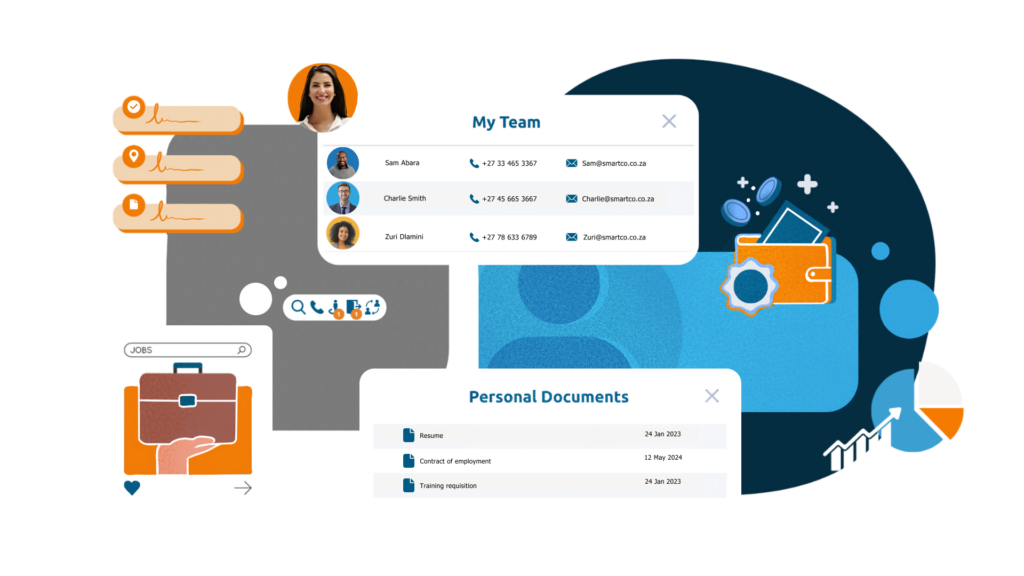 My Team
Sam Abara +27 33 465 3367 Sam@smartco.co.za
Charlie Smith +27 45 665 3667 Charlie@smartco.co.za
Zuri Dlamini +27 78 633 6789 Zuri@smartco.co.za
1 1
JOBS
Personal Documents
Resume 24 Jan 2023
Contract of employment 12 May 2024
Training requisition 24 Jan 2023